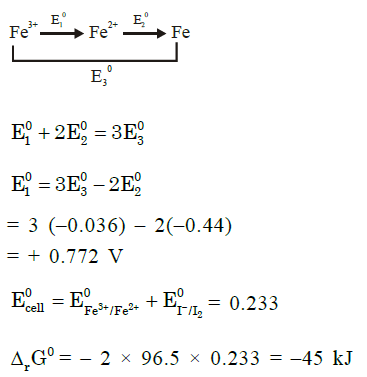 Fe³⁺ E₁⁰ Fe²⁺ E₂⁰ Fe
E₃⁰
E₁⁰ + 2E₂⁰ = 3E₃⁰
E₁⁰ = 3E₃⁰ − 2E₂⁰
= 3 (−0.036) − 2(−0.44)
= + 0.772 V
E⁰cell = E⁰Fe³⁺/Fe²⁺ + E⁰I⁻/I₂ = 0.233
ΔᵣG⁰ = − 2 × 96.5 × 0.233 = −45 kJ